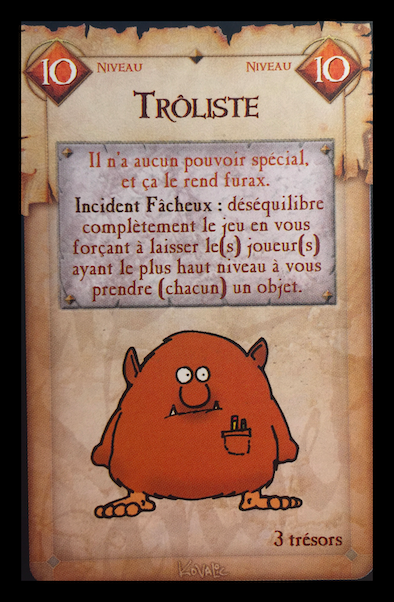 10 Niveau Niveau 10
Trôliste
Il n'a aucun pouvoir spécial,
et ça le rend furax.
Incident Fâcheux : déséquilibre
complètement le jeu en vous
forçant à laisser le(s) joueur(s)
ayant le plus haut niveau à vous
prendre (chacun) un objet.
3 trésors
Kovalic